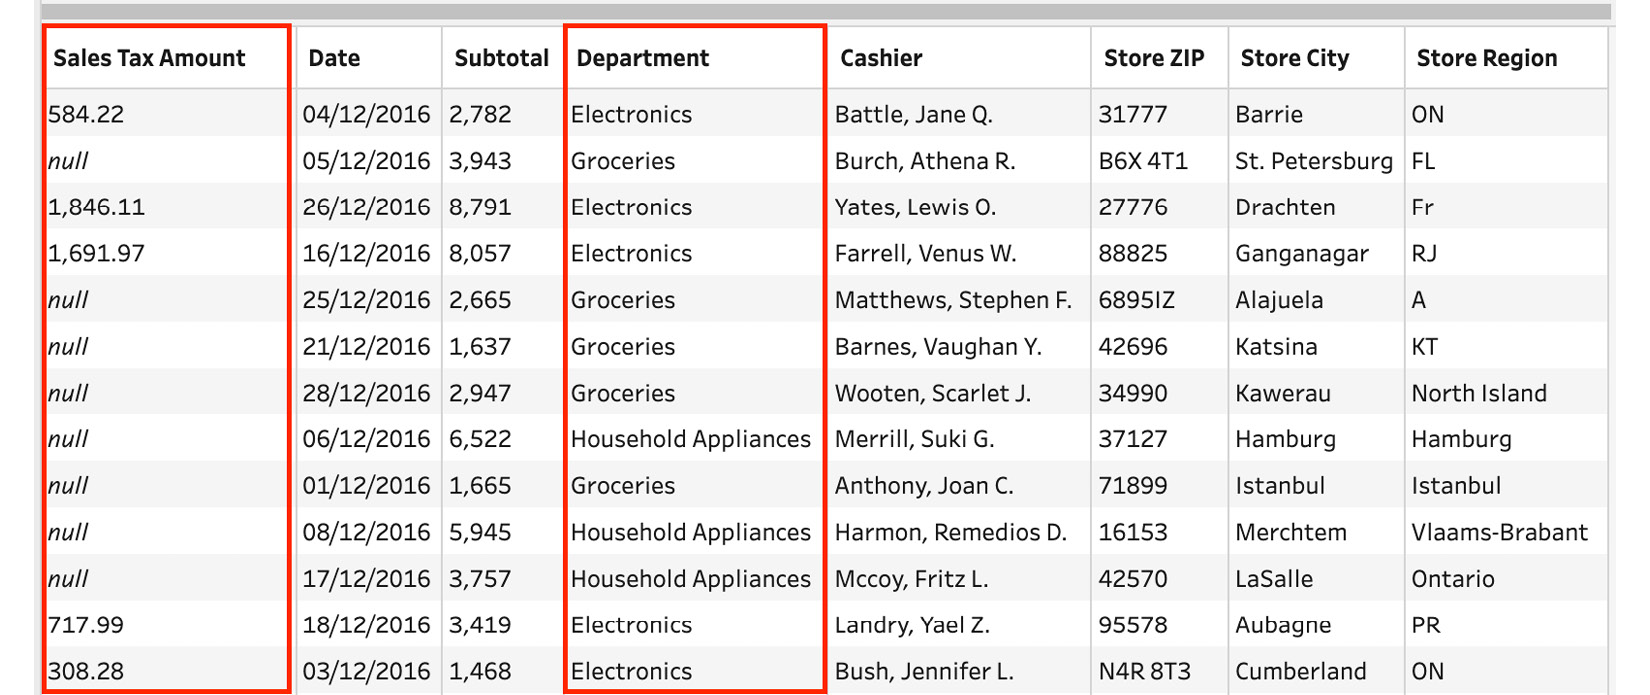 Sales Tax Amount Date Subtotal Department Cashier Store ZIP Store City Store Region
584.22 04/12/2016 2,782 Electronics Battle, Jane Q. 31777 Barrie ON
null 05/12/2016 3,943 Groceries Burch, Athena R. B6X 4T1 St. Petersburg FL
1,846.11 26/12/2016 8,791 Electronics Yates, Lewis O. 27776 Drachten Fr
1,691.97 16/12/2016 8,057 Electronics Farrell, Venus W. 88825 Ganganagar RJ
null 25/12/2016 2,665 Groceries Matthews, Stephen F. 6895IZ Alajuela A
null 21/12/2016 1,637 Groceries Barnes, Vaughan Y. 42696 Katsina KT
null 28/12/2016 2,947 Groceries Wooten, Scarlet J. 34990 Kawerau North Island
null 06/12/2016 6,522 Household Appliances Merrill, Suki G. 37127 Hamburg Hamburg
null 01/12/2016 1,665 Groceries Anthony, Joan C. 71899 Istanbul Istanbul
null 08/12/2016 5,945 Household Appliances Harmon, Remedios D. 16153 Merchtem Vlaams-Brabant
null 17/12/2016 3,757 Household Appliances Mccoy, Fritz L. 42570 LaSalle Ontario
717.99 18/12/2016 3,419 Electronics Landry, Yael Z. 95578 Aubagne PR
308.28 03/12/2016 1,468 Electronics Bush, Jennifer L. N4R 8T3 Cumberland ON